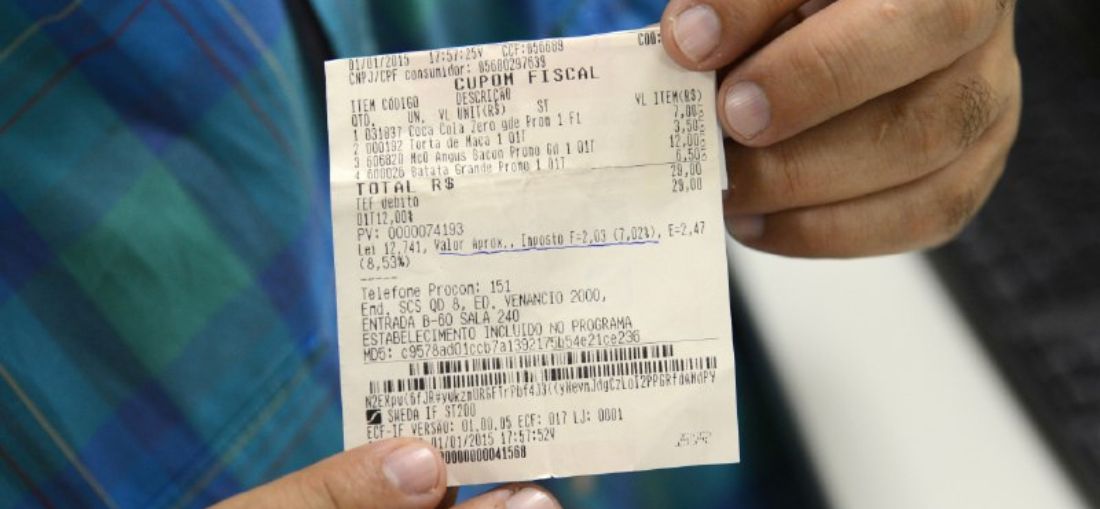 01/01/2015 17:57:25V CCF:056689 COO:
CNPJ/CPF consumidor: 85680297639
CUPOM FISCAL
ITEM CÓDIGO DESCRIÇÃO
QTD. UN. VL UNIT(R$) ST VL ITEM(R$)
1 031037 Coca Cola Zero gde Prom 1 F1 7,00
2 000192 Torta de Maca 1 01T 3,50
3 606820 McO Angus Bacon Promo Gd 1 01T 12,00
4 600026 Batata Grande Promo 1 01T 6,50
TOTAL R$ 29,00
TEF debito 29,00
01T12,00%
PV: 0000074193
Lei 12.741, Valor Aprox., Imposto F=2,03 (7,02%), E=2,47
(8,53%)
-----
Telefone Procon: 151
End. SCS QD 8, ED. VENANCIO 2000,
ENTRADA B-60 SALA 240
ESTABELECIMENTO INCLUIDO NO PROGRAMA
MD5: c9578ad01ccb7a1392175b54e21ce236
SWEDA IF ST200
ECF-IF VERSÃO: 01.00.05 ECF: 017 LJ: 0001
01/01/2015 17:57:52V